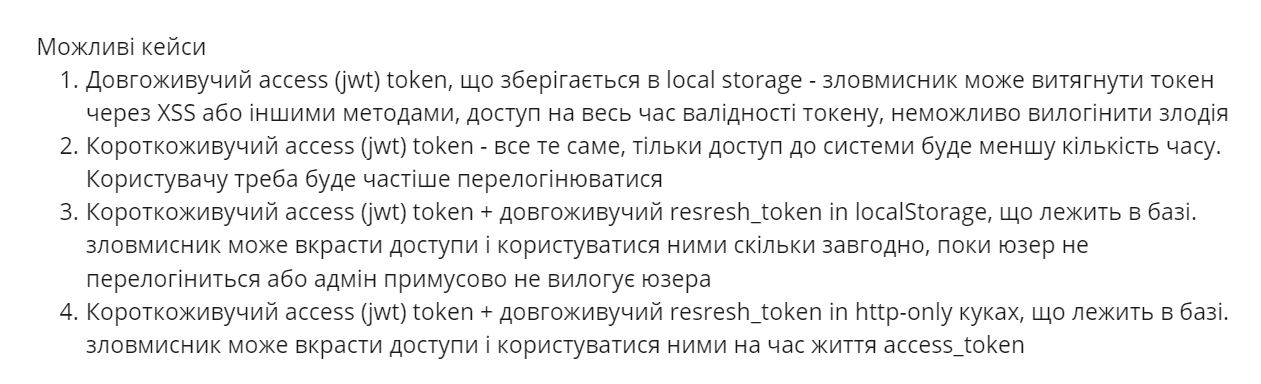 Можливі кейси
1. Довгоживучий access (jwt) token, що зберігається в local storage - зловмисник може витягнути токен
через XSS або іншими методами, доступ на весь час валідності токену, неможливо вилогінити злодія
2. Короткоживучий access (jwt) token - все те саме, тільки доступ до системи буде меншу кількість часу.
Користувачу треба буде частіше перелогінюватися
3. Короткоживучий access (jwt) token + довгоживучий resresh_token in localStorage, що лежить в базі.
зловмисник може вкрасти доступи і користуватися ними скільки завгодно, поки юзер не
перелогіниться або адмін примусово не вилогує юзера
4. Короткоживучий access (jwt) token + довгоживучий resresh_token in http-only куках, що лежить в базі.
зловмисник може вкрасти доступи і користуватися ними на час життя access_token